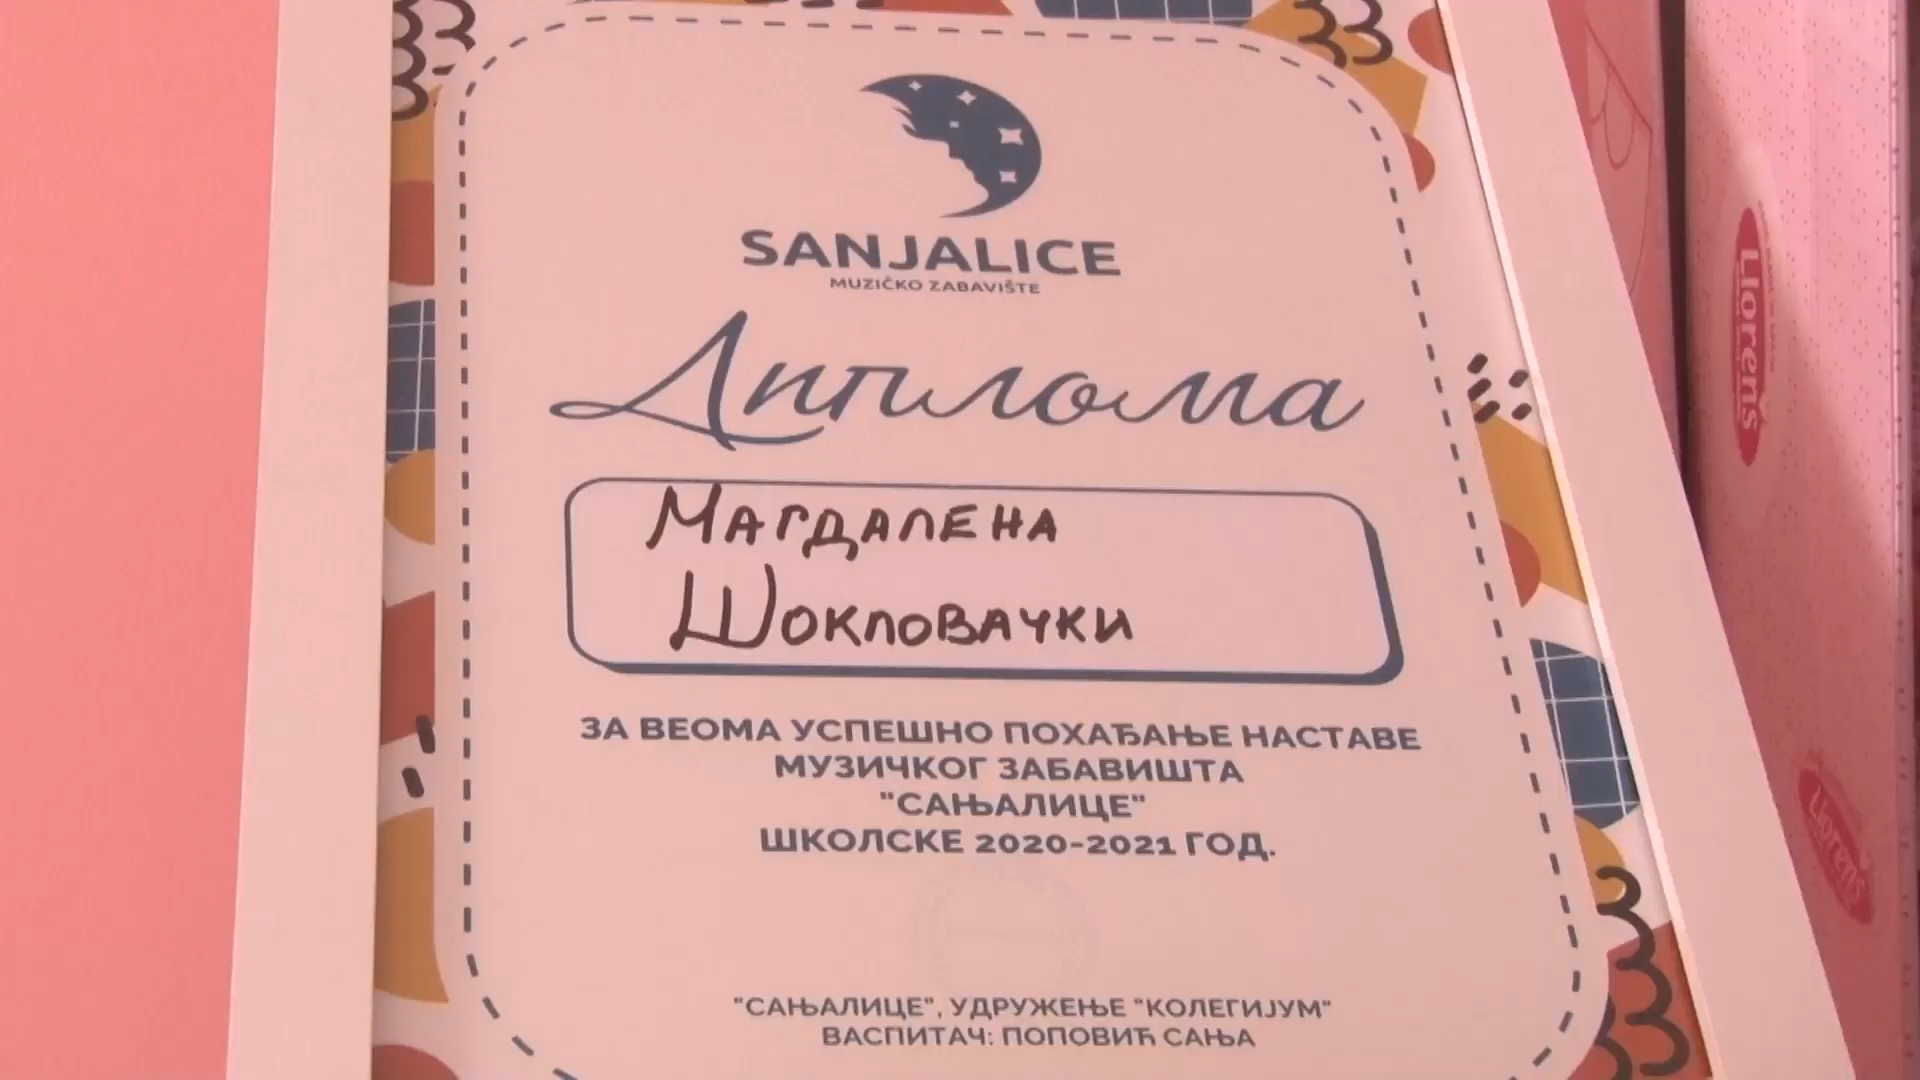 SANJALICE
MUZIČKO ZABAVIŠTE
Диплома
МАГДАЛЕНА
ШОКЛОВАЧКИ
ЗА ВЕОМА УСПЕШНО ПОХАЂАЊЕ НАСТАВЕ
МУЗИЧКОГ ЗАБАВИШТА
"САЊАЛИЦЕ"
ШКОЛСКЕ 2020-2021 ГОД.
"САЊАЛИЦЕ", УДРУЖЕЊЕ "КОЛЕГИЈУМ"
ВАСПИТАЧ: ПОПОВИЋ САЊА
Llorens
Llorens